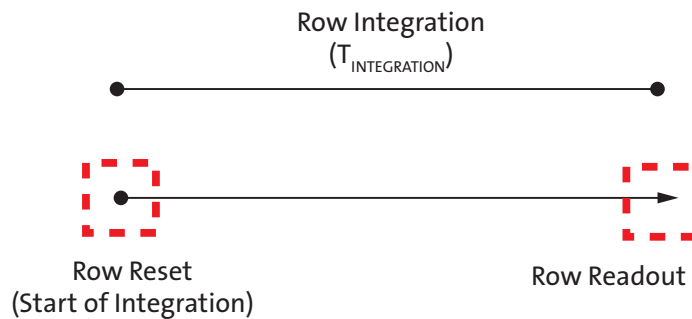 Row Integration
(TINTEGRATION)
Row Reset
(Start of Integration)
Row Readout